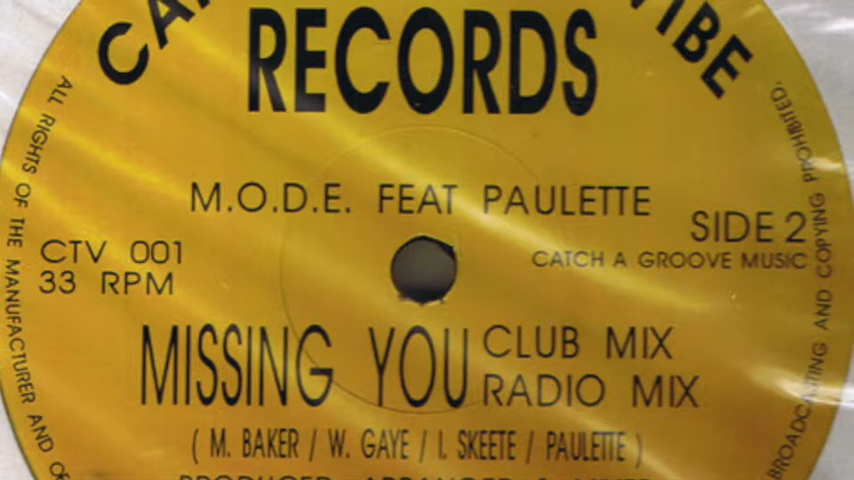 RECORDS
M.O.D.E. FEAT PAULETTE
SIDE 2
CTV 001
CATCH A GROOVE MUSIC
33 RPM
MISSING YOU
CLUB MIX
RADIO MIX
( M. BAKER / W. GAYE / I. SKEETE / PAULETTE )
ALL RIGHTS OF THE MANUFACTURER AND
BROADCASTING AND COPYING PROHIBITED.